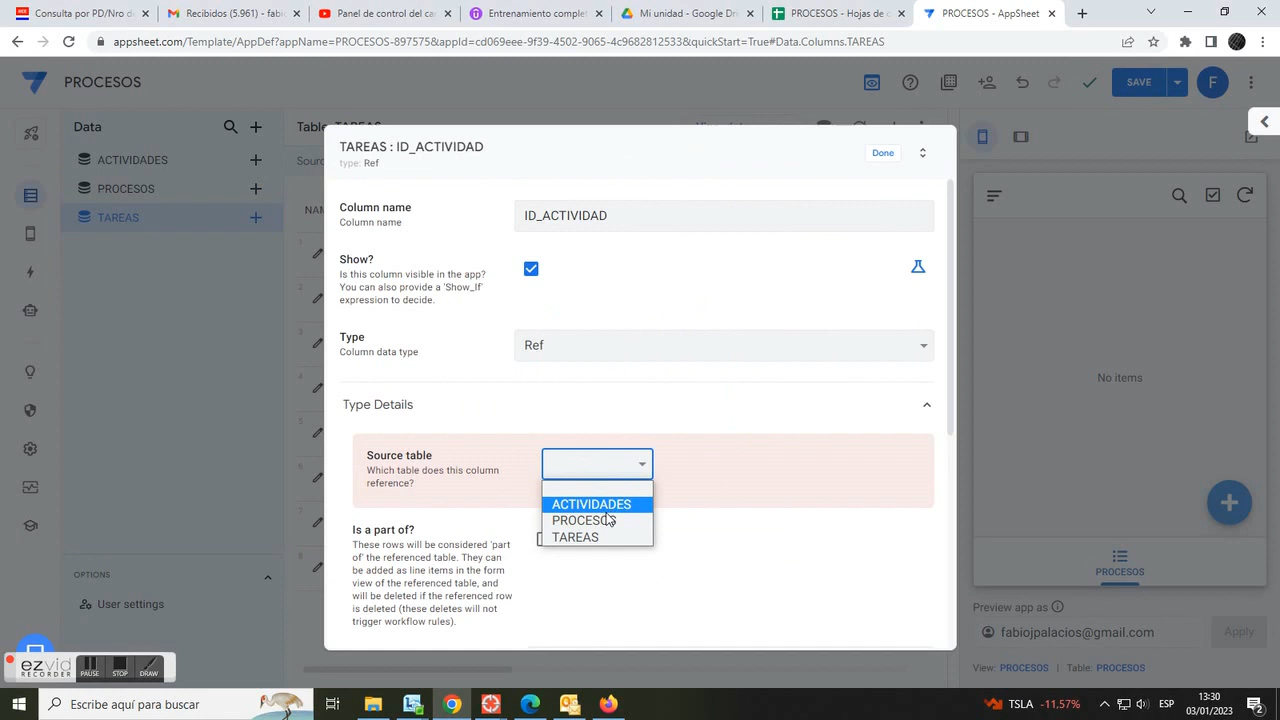 Consulta por PD/Nro d
Recibidos (5.961) - fabi
Panel de control del ca
Entrenamiento complet
Mi unidad - Google Dri
PROCESOS - Hojas de c
PROCESOS - AppSheet
appsheet.com/Template/AppDef?appName=PROCESOS-897575&appId=cd069eee-9f39-4502-9065-4c9682812533&quickStart=True#Data.Columns.TAREAS
PROCESOS
SAVE
F
Data
ACTIVIDADES
PROCESOS
TAREAS
OPTIONS
User settings
TAREAS : ID_ACTIVIDAD
type: Ref
Done
Column name
Column name
ID_ACTIVIDAD
Show?
Is this column visible in the app?
You can also provide a 'Show_If'
expression to decide.
Type
Column data type
Ref
Type Details
Source table
Which table does this column
reference?
ACTIVIDADES
PROCESOS
TAREAS
Is a part of?
These rows will be considered 'part
of' the referenced table. They can
be added as line items in the form
view of the referenced table, and
will be deleted if the referenced row
is deleted (these deletes will not
trigger workflow rules).
No items
PROCESOS
Preview app as
fabiojpalacios@gmail.com
Apply
View: PROCESOS | Table: PROCESOS
ezvid
RECORDER
PAUSE
STOP
DRAW
Escribe aquí para buscar
TSLA -11,57%
ESP
13:30
03/01/2023
2